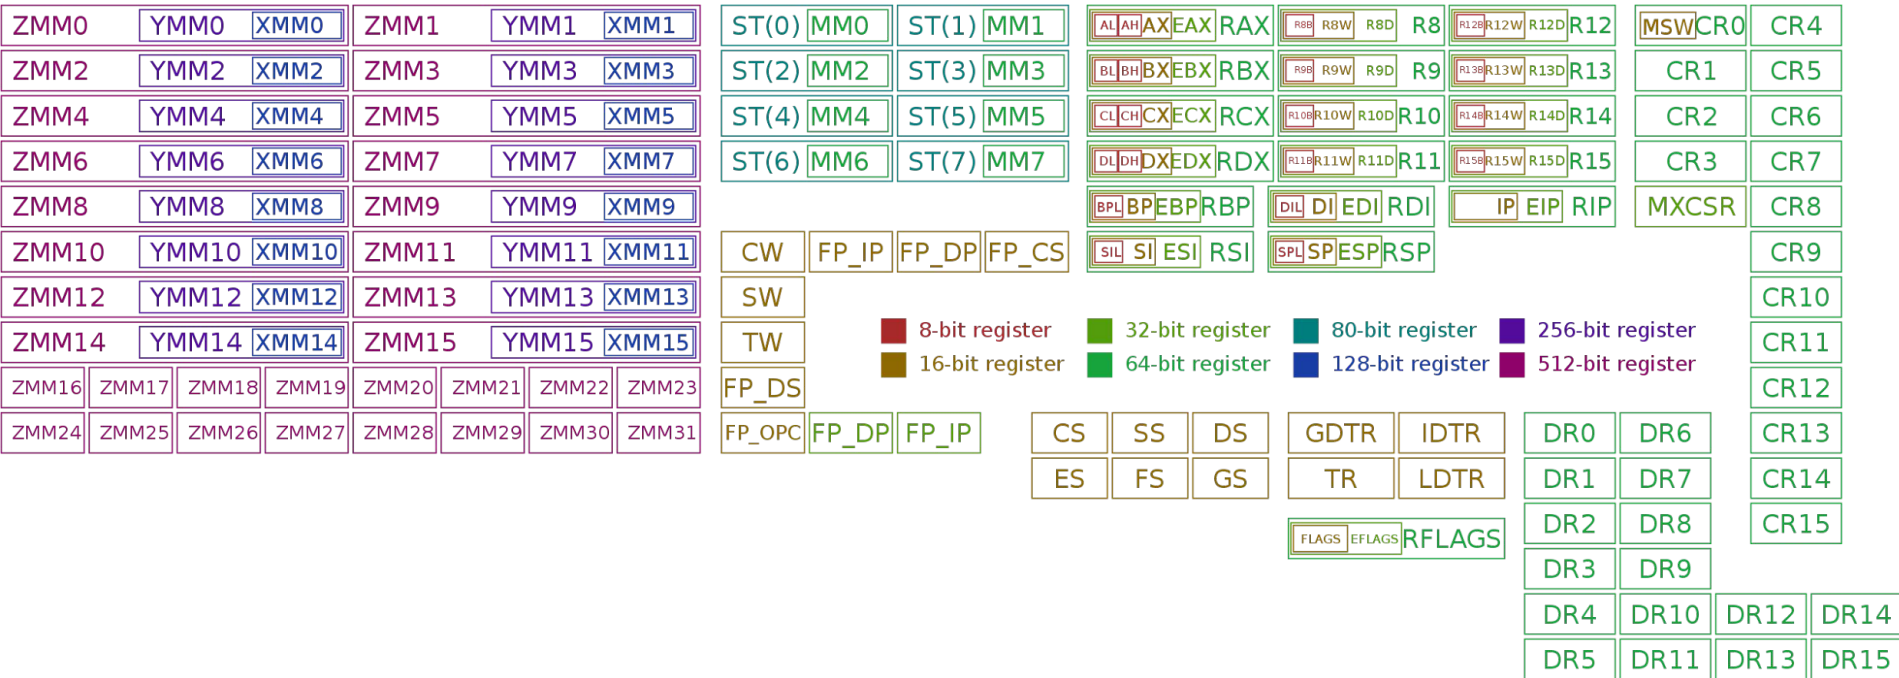 ZMM0 YMM0 XMM0 ZMM1 YMM1 XMM1 ST(0) MM0 ST(1) MM1 AL AH AX EAX RAX R8B R8W R8D R8 R12B R12W R12D R12 MSW CR0 CR4
ZMM2 YMM2 XMM2 ZMM3 YMM3 XMM3 ST(2) MM2 ST(3) MM3 BL BH BX EBX RBX R9B R9W R9D R9 R13B R13W R13D R13 CR1 CR5
ZMM4 YMM4 XMM4 ZMM5 YMM5 XMM5 ST(4) MM4 ST(5) MM5 CL CH CX ECX RCX R10B R10W R10D R10 R14B R14W R14D R14 CR2 CR6
ZMM6 YMM6 XMM6 ZMM7 YMM7 XMM7 ST(6) MM6 ST(7) MM7 DL DH DX EDX RDX R11B R11W R11D R11 R15B R15W R15D R15 CR3 CR7
ZMM8 YMM8 XMM8 ZMM9 YMM9 XMM9 BPL BP EBP RBP DIL DI EDI RDI IP EIP RIP MXCSR CR8
ZMM10 YMM10 XMM10 ZMM11 YMM11 XMM11 CW FP_IP FP_DP FP_CS SIL SI ESI RSI SPL SP ESP RSP CR9
ZMM12 YMM12 XMM12 ZMM13 YMM13 XMM13 SW CR10
8-bit register 32-bit register 80-bit register 256-bit register
ZMM14 YMM14 XMM14 ZMM15 YMM15 XMM15 TW CR11
16-bit register 64-bit register 128-bit register 512-bit register
ZMM16 ZMM17 ZMM18 ZMM19 ZMM20 ZMM21 ZMM22 ZMM23 FP_DS CR12
ZMM24 ZMM25 ZMM26 ZMM27 ZMM28 ZMM29 ZMM30 ZMM31 FP_OPC FP_DP FP_IP CS SS DS GDTR IDTR DR0 DR6 CR13
ES FS GS TR LDTR DR1 DR7 CR14
DR2 DR8 CR15
FLAGS EFLAGS RFLAGS
DR3 DR9
DR4 DR10 DR12 DR14
DR5 DR11 DR13 DR15